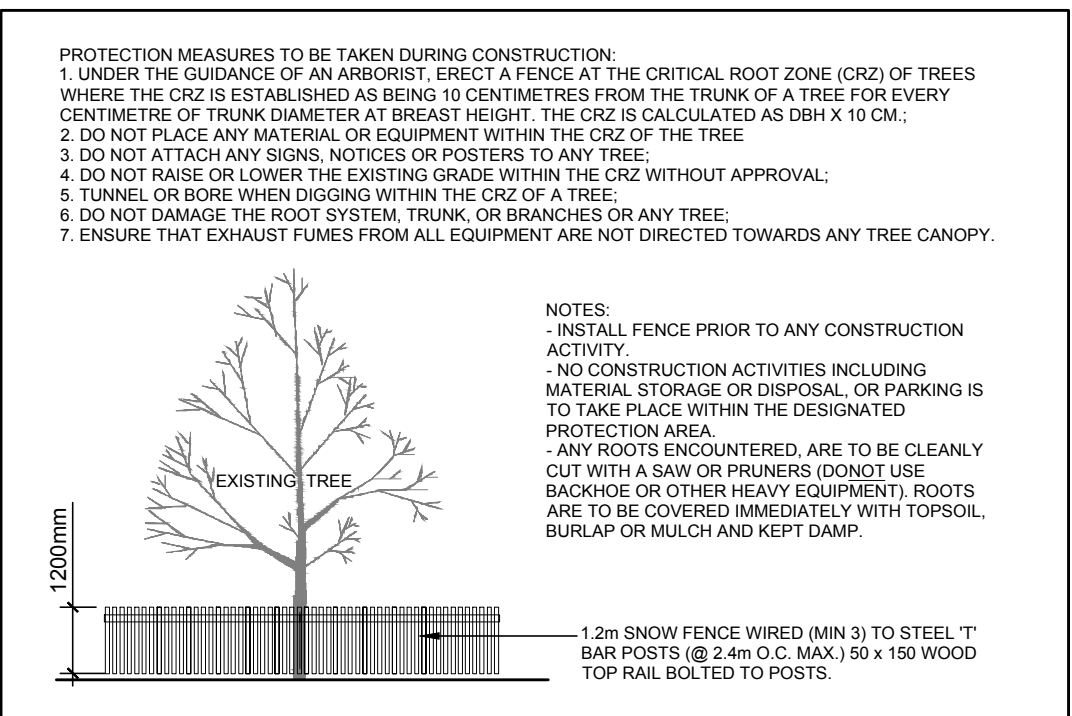 PROTECTION MEASURES TO BE TAKEN DURING CONSTRUCTION:
1. UNDER THE GUIDANCE OF AN ARBORIST, ERECT A FENCE AT THE CRITICAL ROOT ZONE (CRZ) OF TREES
WHERE THE CRZ IS ESTABLISHED AS BEING 10 CENTIMETRES FROM THE TRUNK OF A TREE FOR EVERY
CENTIMETRE OF TRUNK DIAMETER AT BREAST HEIGHT. THE CRZ IS CALCULATED AS DBH X 10 CM.;
2. DO NOT PLACE ANY MATERIAL OR EQUIPMENT WITHIN THE CRZ OF THE TREE
3. DO NOT ATTACH ANY SIGNS, NOTICES OR POSTERS TO ANY TREE;
4. DO NOT RAISE OR LOWER THE EXISTING GRADE WITHIN THE CRZ WITHOUT APPROVAL;
5. TUNNEL OR BORE WHEN DIGGING WITHIN THE CRZ OF A TREE;
6. DO NOT DAMAGE THE ROOT SYSTEM, TRUNK, OR BRANCHES OR ANY TREE;
7. ENSURE THAT EXHAUST FUMES FROM ALL EQUIPMENT ARE NOT DIRECTED TOWARDS ANY TREE CANOPY.
NOTES:
- INSTALL FENCE PRIOR TO ANY CONSTRUCTION
ACTIVITY.
- NO CONSTRUCTION ACTIVITIES INCLUDING
MATERIAL STORAGE OR DISPOSAL, OR PARKING IS
TO TAKE PLACE WITHIN THE DESIGNATED
PROTECTION AREA.
- ANY ROOTS ENCOUNTERED, ARE TO BE CLEANLY
CUT WITH A SAW OR PRUNERS (DONOT USE
BACKHOE OR OTHER HEAVY EQUIPMENT). ROOTS
ARE TO BE COVERED IMMEDIATELY WITH TOPSOIL,
BURLAP OR MULCH AND KEPT DAMP.
EXISTING TREE
1200mm
1.2m SNOW FENCE WIRED (MIN 3) TO STEEL 'T'
BAR POSTS (@ 2.4m O.C. MAX.) 50 x 150 WOOD
TOP RAIL BOLTED TO POSTS.